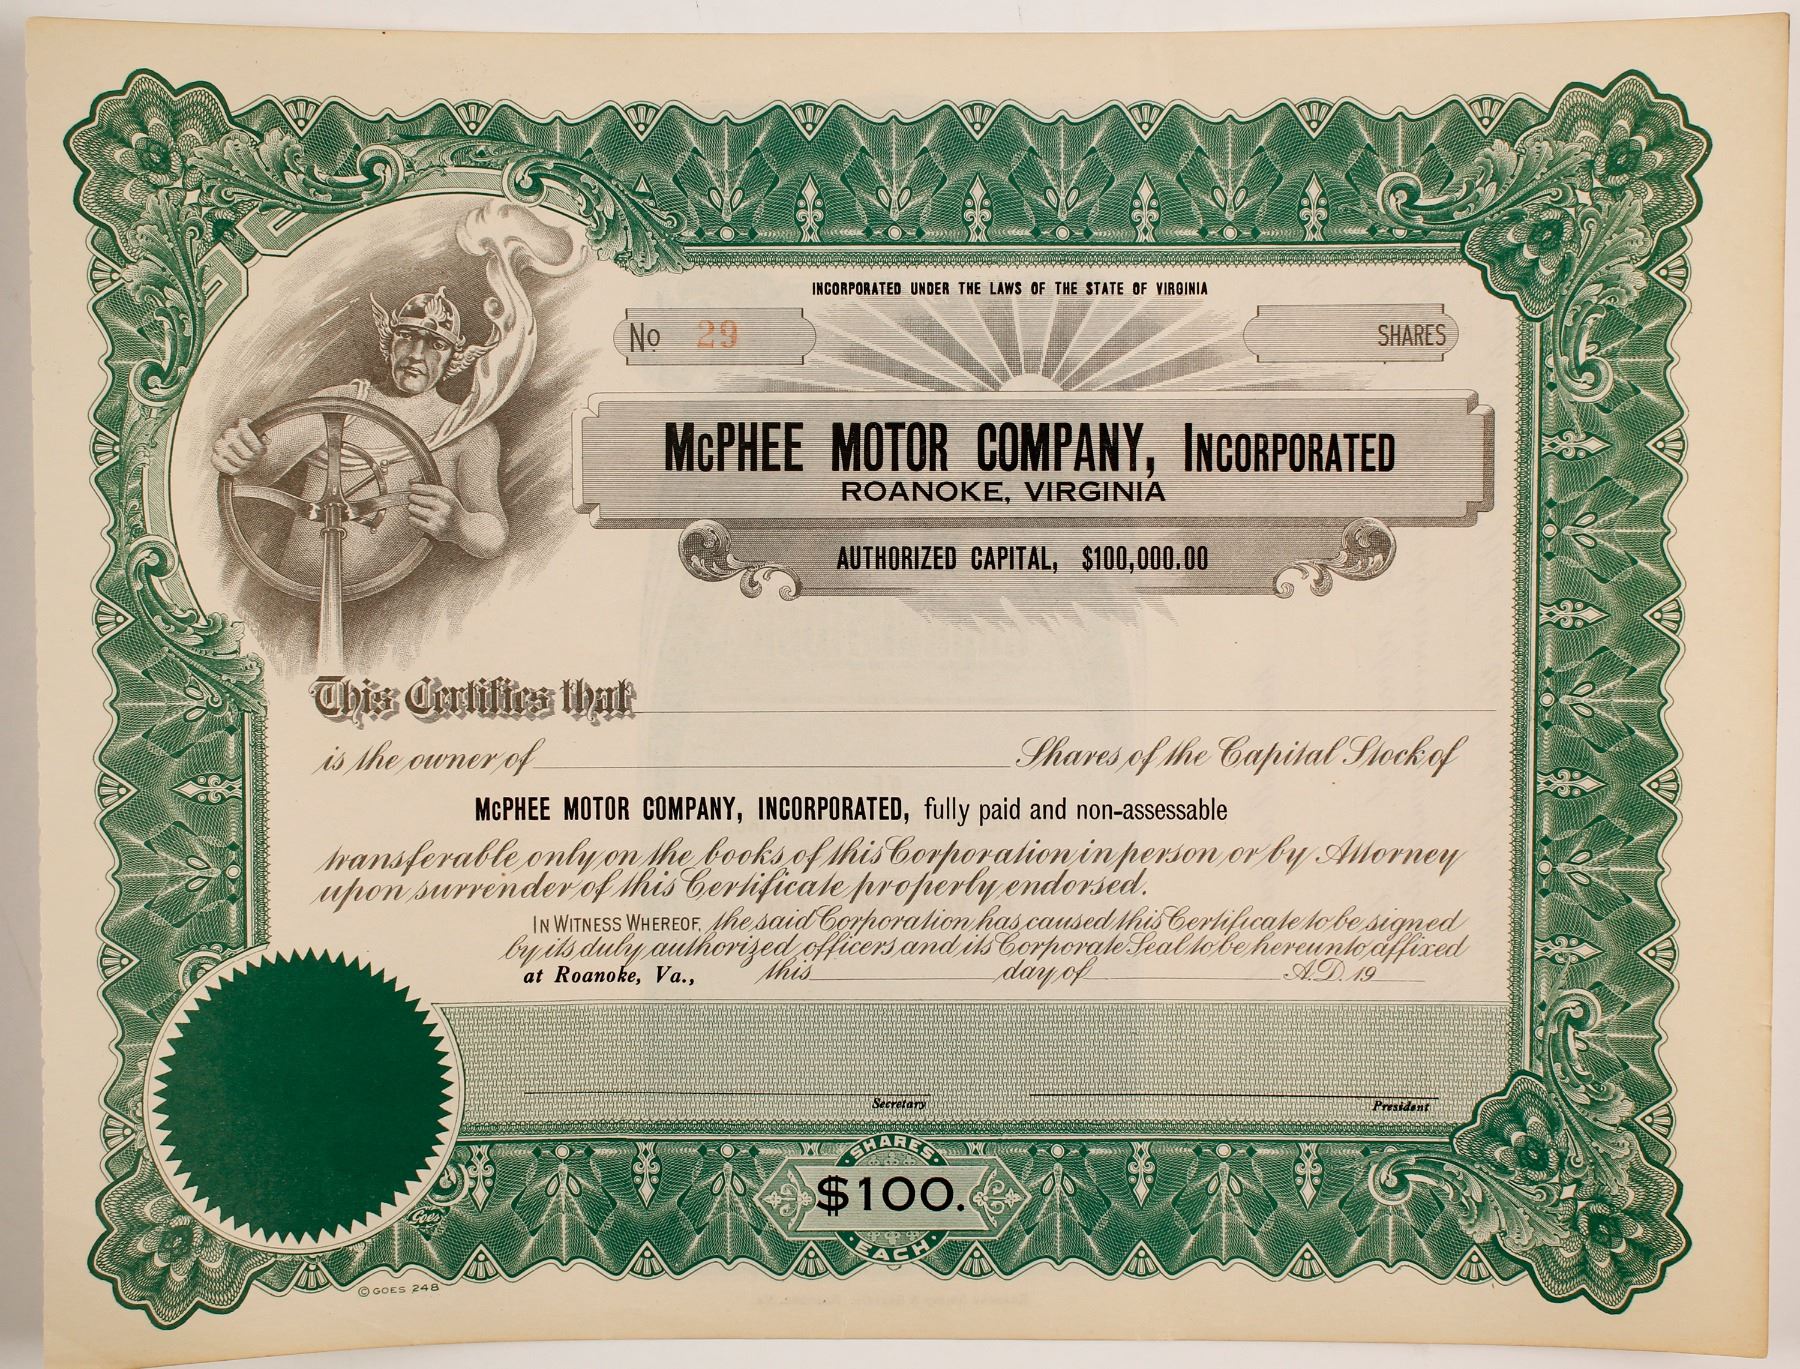 INCORPORATED UNDER THE LAWS OF THE STATE OF VIRGINIA
No 29
SHARES
McPHEE MOTOR COMPANY, INCORPORATED
ROANOKE, VIRGINIA
AUTHORIZED CAPITAL, $100,000.00
This Certifies that
is the owner of Shares of the Capital Stock of
McPHEE MOTOR COMPANY, INCORPORATED, fully paid and non-assessable
transferable only on the books of this Corporation in person or by Attorney
upon surrender of this Certificate properly endorsed.
IN WITNESS WHEREOF, the said Corporation has caused this Certificate to be signed
by its duly authorized officers and its Corporate Seal to be hereunto affixed
at Roanoke, Va., this day of A.D. 19
Secretary
President
SHARES
$100.
EACH
Goes
© GOES 248